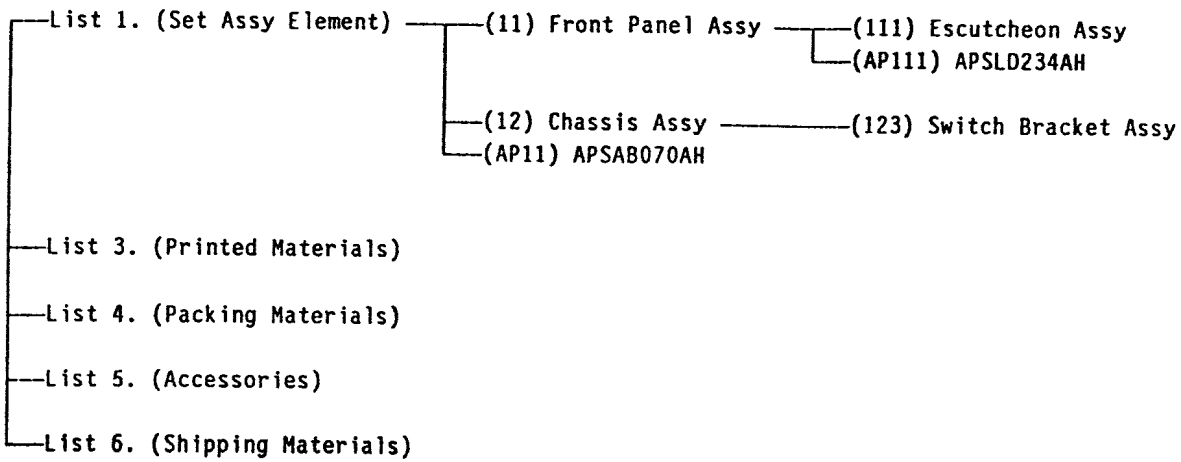 List 1. (Set Assy Element) (11) Front Panel Assy (111) Escutcheon Assy
(AP111) APSLD234AH
(12) Chassis Assy (123) Switch Bracket Assy
(AP11) APSAB070AH
List 3. (Printed Materials)
List 4. (Packing Materials)
List 5. (Accessories)
List 6. (Shipping Materials)